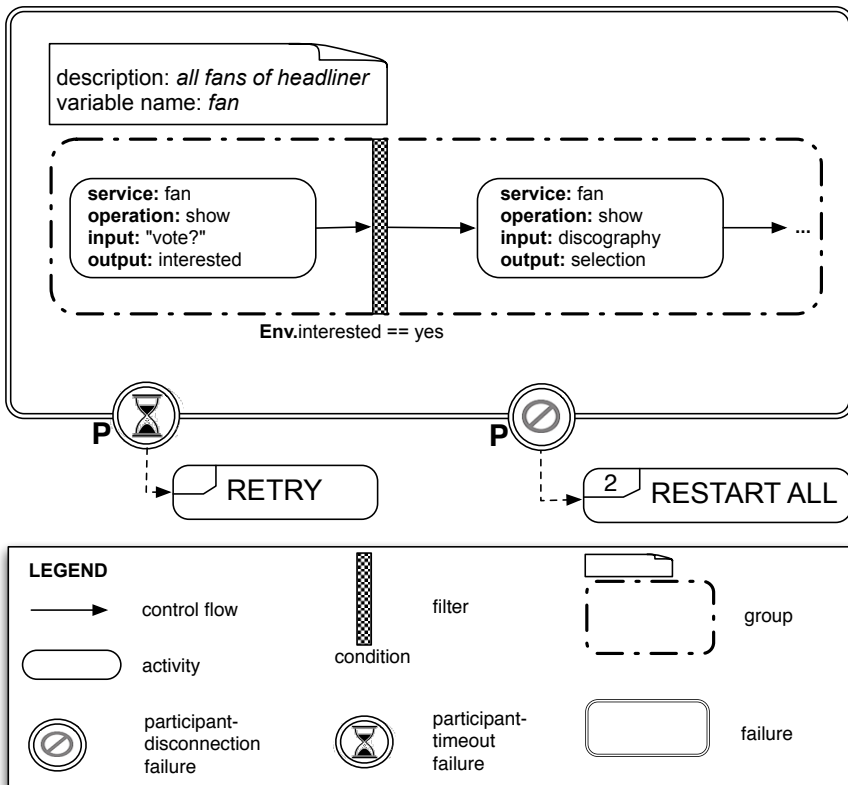 description: all fans of headliner
variable name: fan
service: fan
operation: show
input: "vote?"
output: interested
service: fan
operation: show
input: discography
output: selection
...
Env.interested == yes
P
P
RETRY
2 RESTART ALL
LEGEND
control flow
filter
group
condition
activity
participant-
disconnection
failure
participant-
timeout
failure
failure